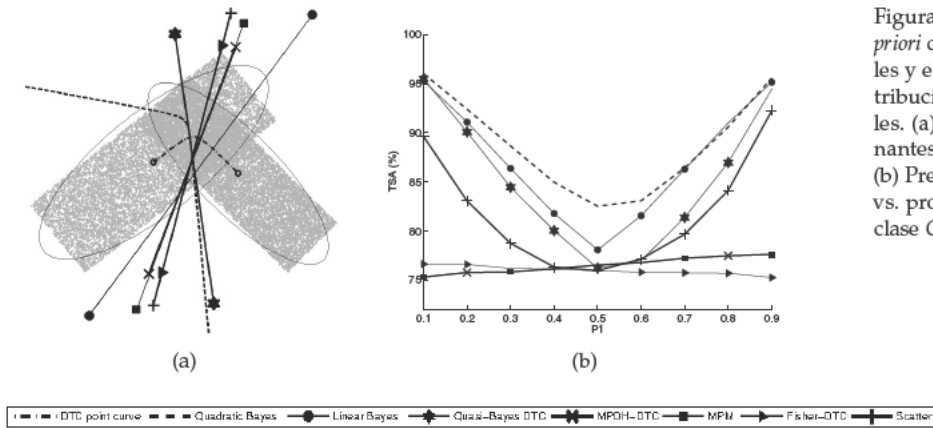 Figura
priori c
les y e
tribuci
les. (a)
nantes
(b) Pre
vs. pro
clase C
100
95
90
85
80
75
TSA (%)
0.1 0.2 0.3 0.4 0.5 0.6 0.7 0.8 0.9
P1
(a)
(b)
DTC point curve Quadratic Bayes Linear Bayes Quasi-Bayes DTC MPDH-DTC MPM Fisher-DTC Scatter